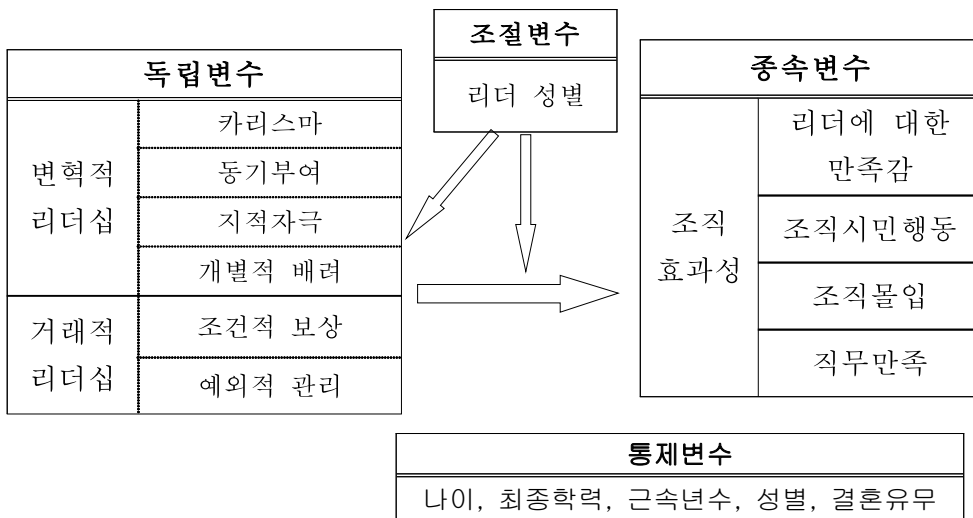 조절변수
리더 성별
독립변수
변혁적
리더십
카리스마
동기부여
지적자극
개별적 배려
거래적
리더십
조건적 보상
예외적 관리
종속변수
조직
효과성
리더에 대한
만족감
조직시민행동
조직몰입
직무만족
통제변수
나이, 최종학력, 근속년수, 성별, 결혼유무